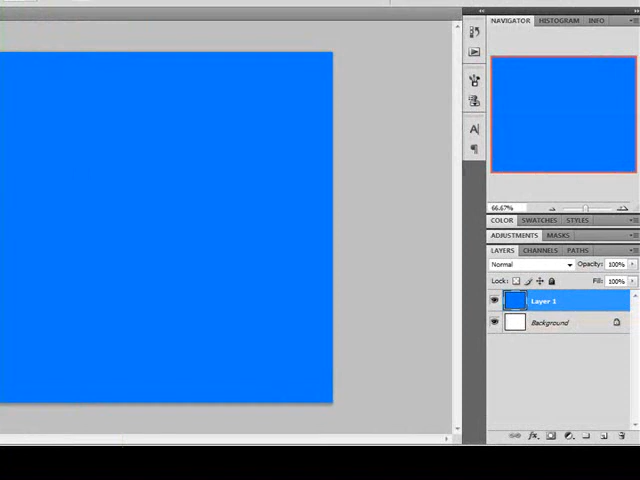 NAVIGATOR HISTOGRAM INFO
A
66.67%
COLOR SWATCHES STYLES
ADJUSTMENTS MASKS
LAYERS CHANNELS PATHS
Normal Opacity: 100%
Lock: Fill: 100%
Layer 1
Background
fx